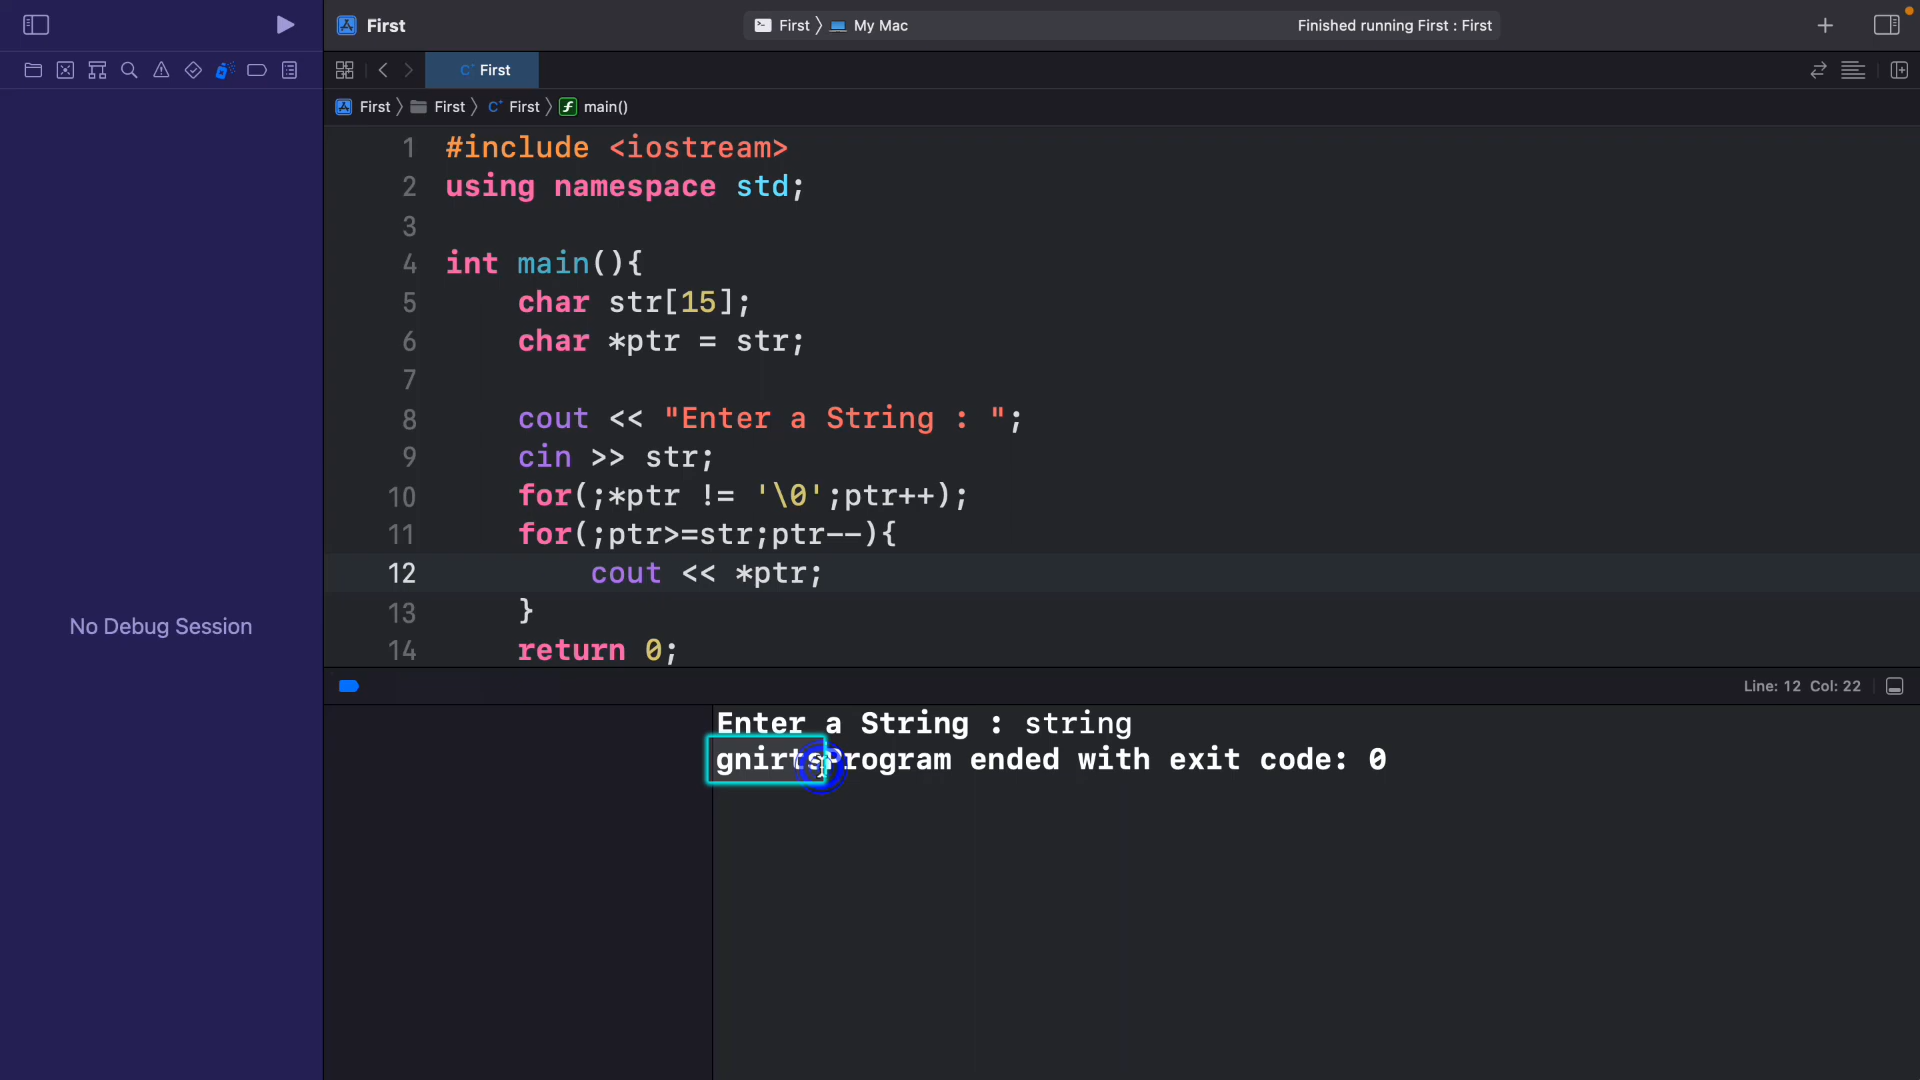 First
First 〉 My Mac
Finished running First : First
First
First 〉 First 〉 First 〉 main()
1 #include <iostream>
2 using namespace std;
3
4 int main(){
5 char str[15];
6 char *ptr = str;
7
8 cout << "Enter a String : ";
9 cin >> str;
10 for(;*ptr != '\0';ptr++);
11 for(;ptr>=str;ptr--){
12 cout << *ptr;
13 }
14 return 0;
No Debug Session
Line: 12 Col: 22
Enter a String : string
gnirtsProgram ended with exit code: 0